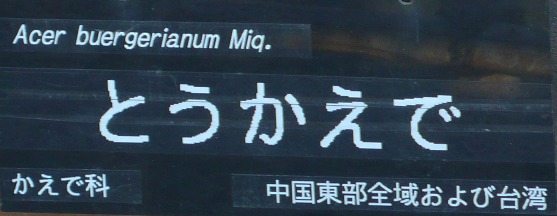 Acer buergerianum Miq.
とうかえで
かえで科
中国東部全域および台湾